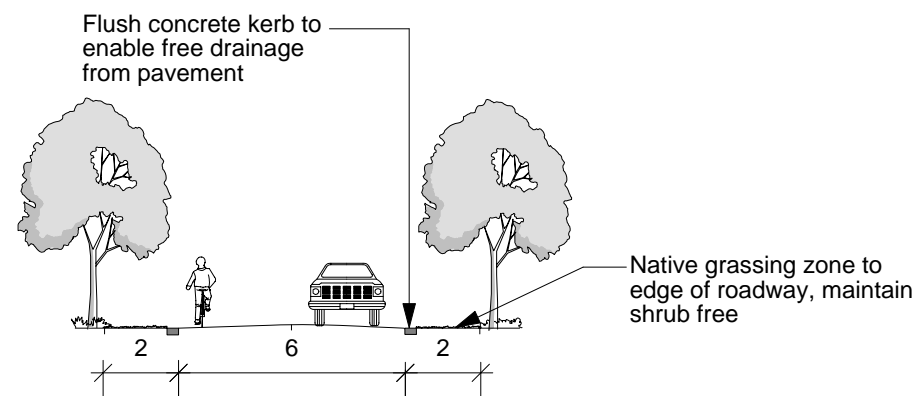 Flush concrete kerb to
enable free drainage
from pavement
Native grassing zone to
edge of roadway, maintain
shrub free
2
6
2